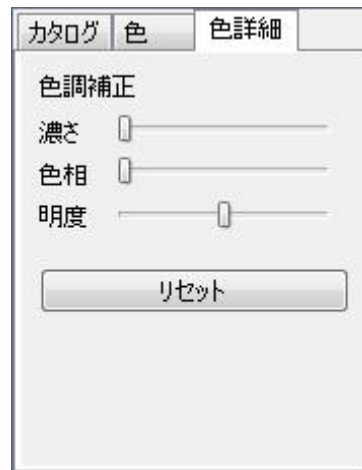 カタログ 色 色詳細
色調補正
濃さ
色相
明度
リセット